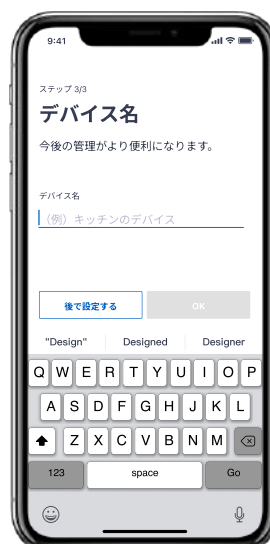 9:41
ステップ 3/3
デバイス名
今後の管理がより便利になります。
デバイス名
（例）キッチンのデバイス
後で設定する OK
"Design" Designed Designer
Q W E R T Y U I O P
A S D F G H J K L
Z X C V B N M
123 space Go